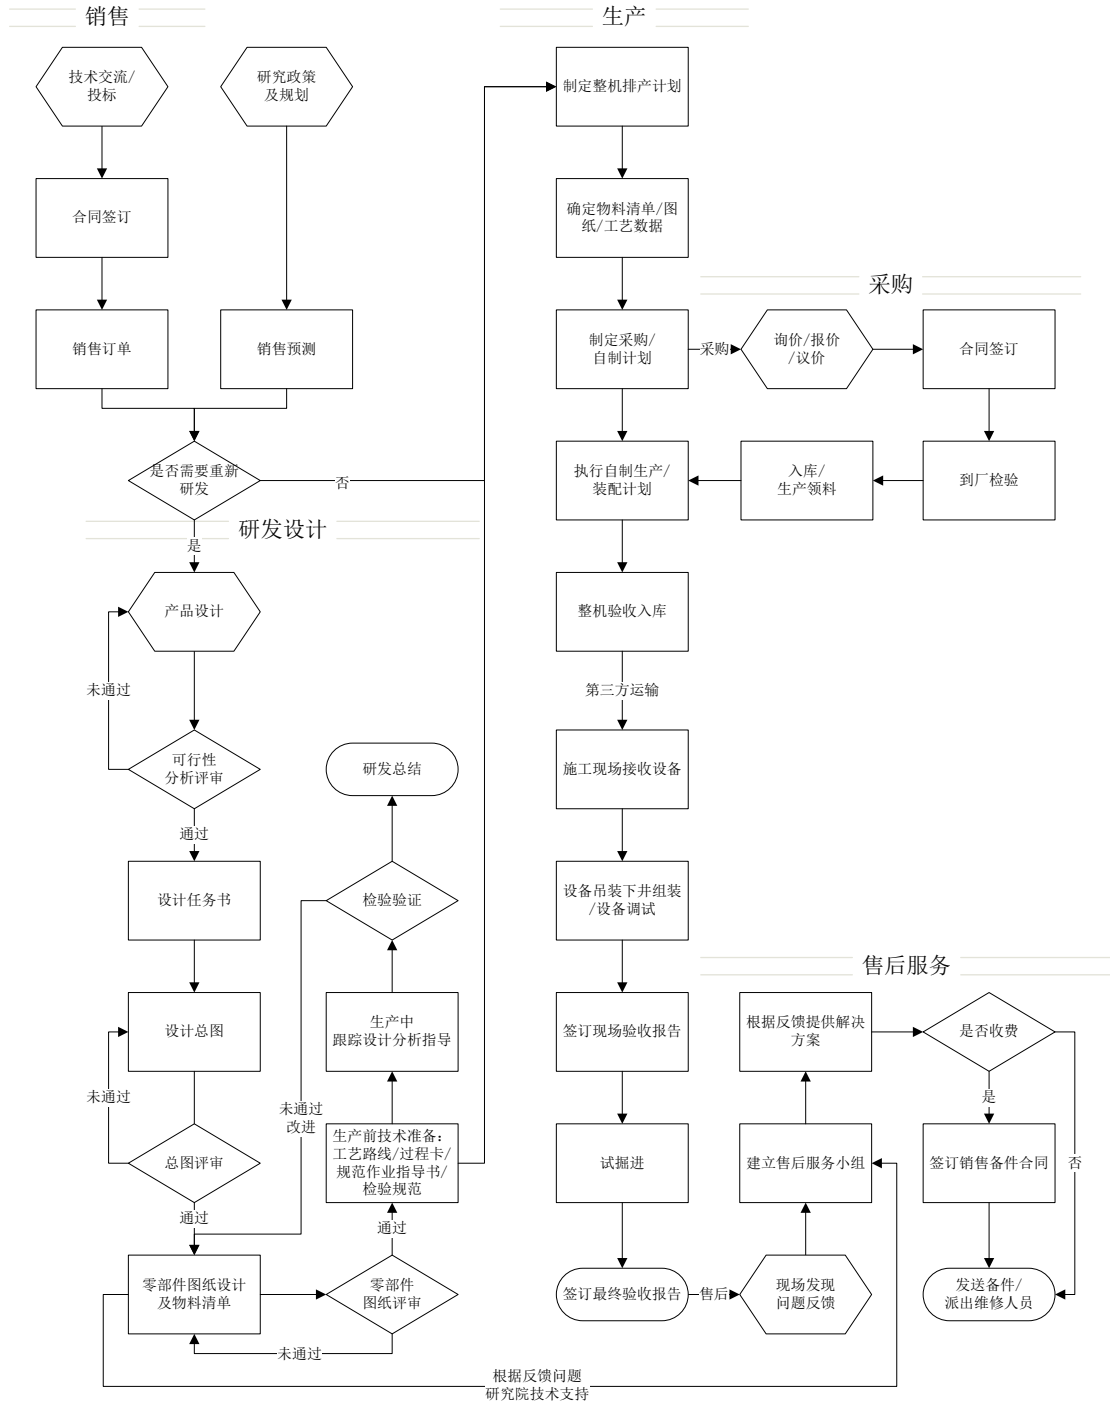 销售
技术交流/
投标
研究政策
及规划
合同签订
销售订单
销售预测
是否需要重新
研发
否
研发设计
是
产品设计
未通过
可行性
分析评审
通过
设计任务书
设计总图
未通过
总图评审
通过
零部件图纸设计
及物料清单
零部件
图纸评审
未通过
通过
生产前技术准备:
工艺路线/过程卡/
规范作业指导书/
检验规范
生产中
跟踪设计分析指导
检验验证
未通过
改进
研发总结
生产
制定整机排产计划
确定物料清单/图
纸/工艺数据
制定采购/
自制计划
采购
执行自制生产/
装配计划
整机验收入库
第三方运输
施工现场接收设备
设备吊装下井组装
/设备调试
签订现场验收报告
试掘进
签订最终验收报告
售后
采购
询价/报价
/议价
合同签订
到厂检验
入库/
生产领料
售后服务
现场发现
问题反馈
建立售后服务小组
根据反馈提供解决
方案
是否收费
是
否
签订销售备件合同
发送备件/
派出维修人员
根据反馈问题
研究院技术支持